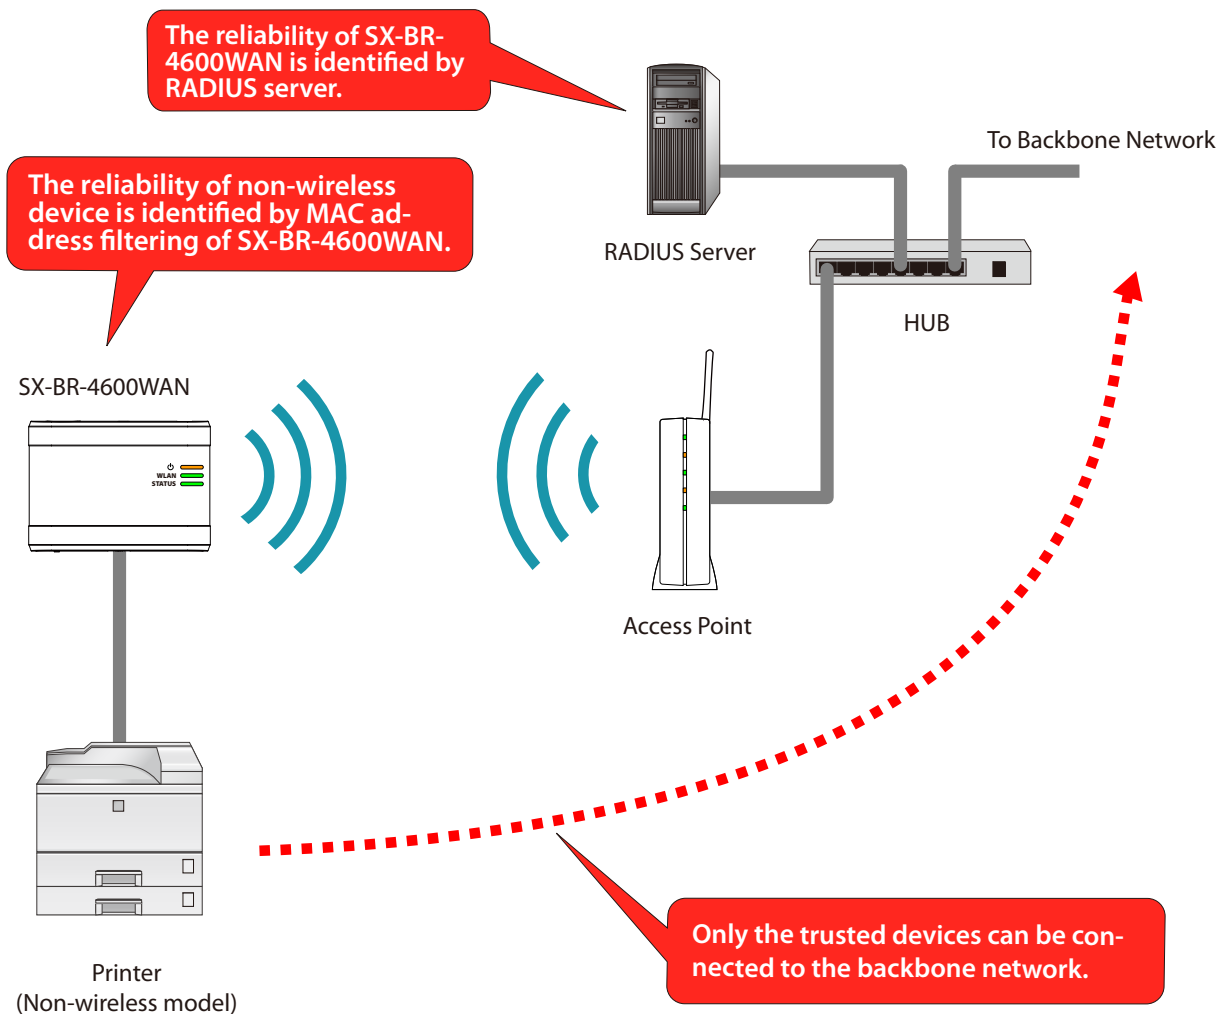 The reliability of SX-BR-
4600WAN is identified by
RADIUS server.
To Backbone Network
The reliability of non-wireless
device is identified by MAC ad-
dress filtering of SX-BR-4600WAN.
RADIUS Server
HUB
SX-BR-4600WAN
WLAN
STATUS
Access Point
Only the trusted devices can be con-
nected to the backbone network.
Printer
(Non-wireless model)